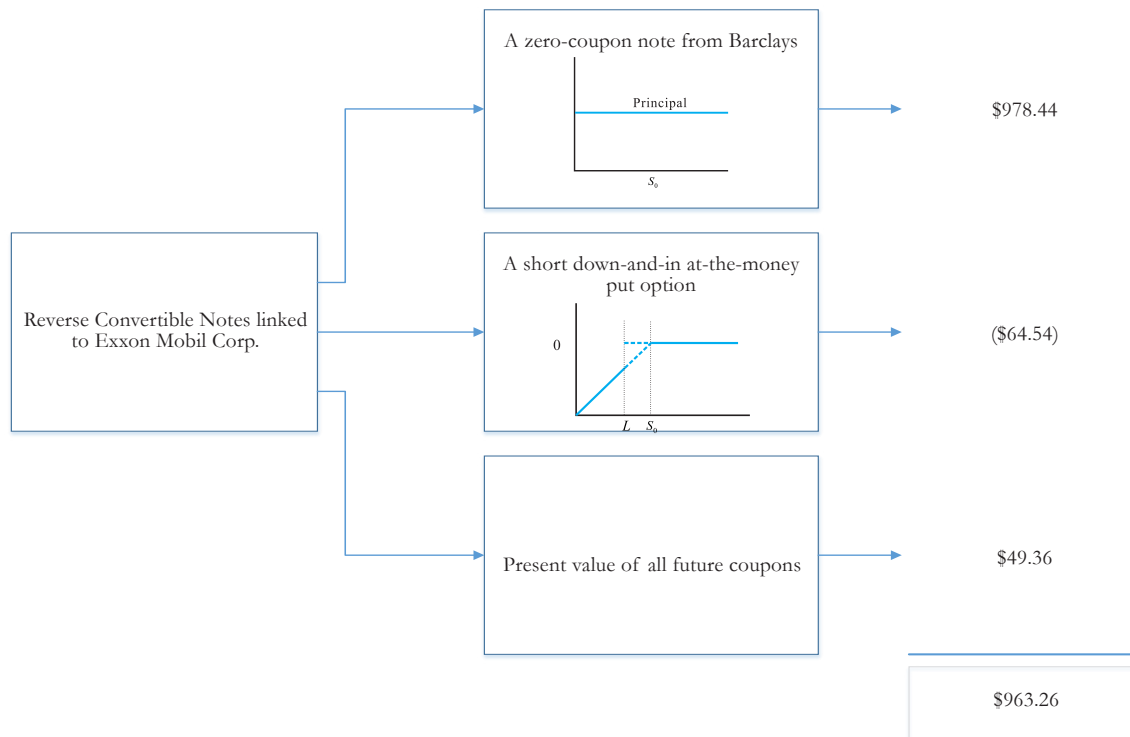 A zero-coupon note from Barclays
Principal
S₀
$978.44
Reverse Convertible Notes linked
to Exxon Mobil Corp.
A short down-and-in at-the-money
put option
0
L S₀
($64.54)
Present value of all future coupons
$49.36
$963.26